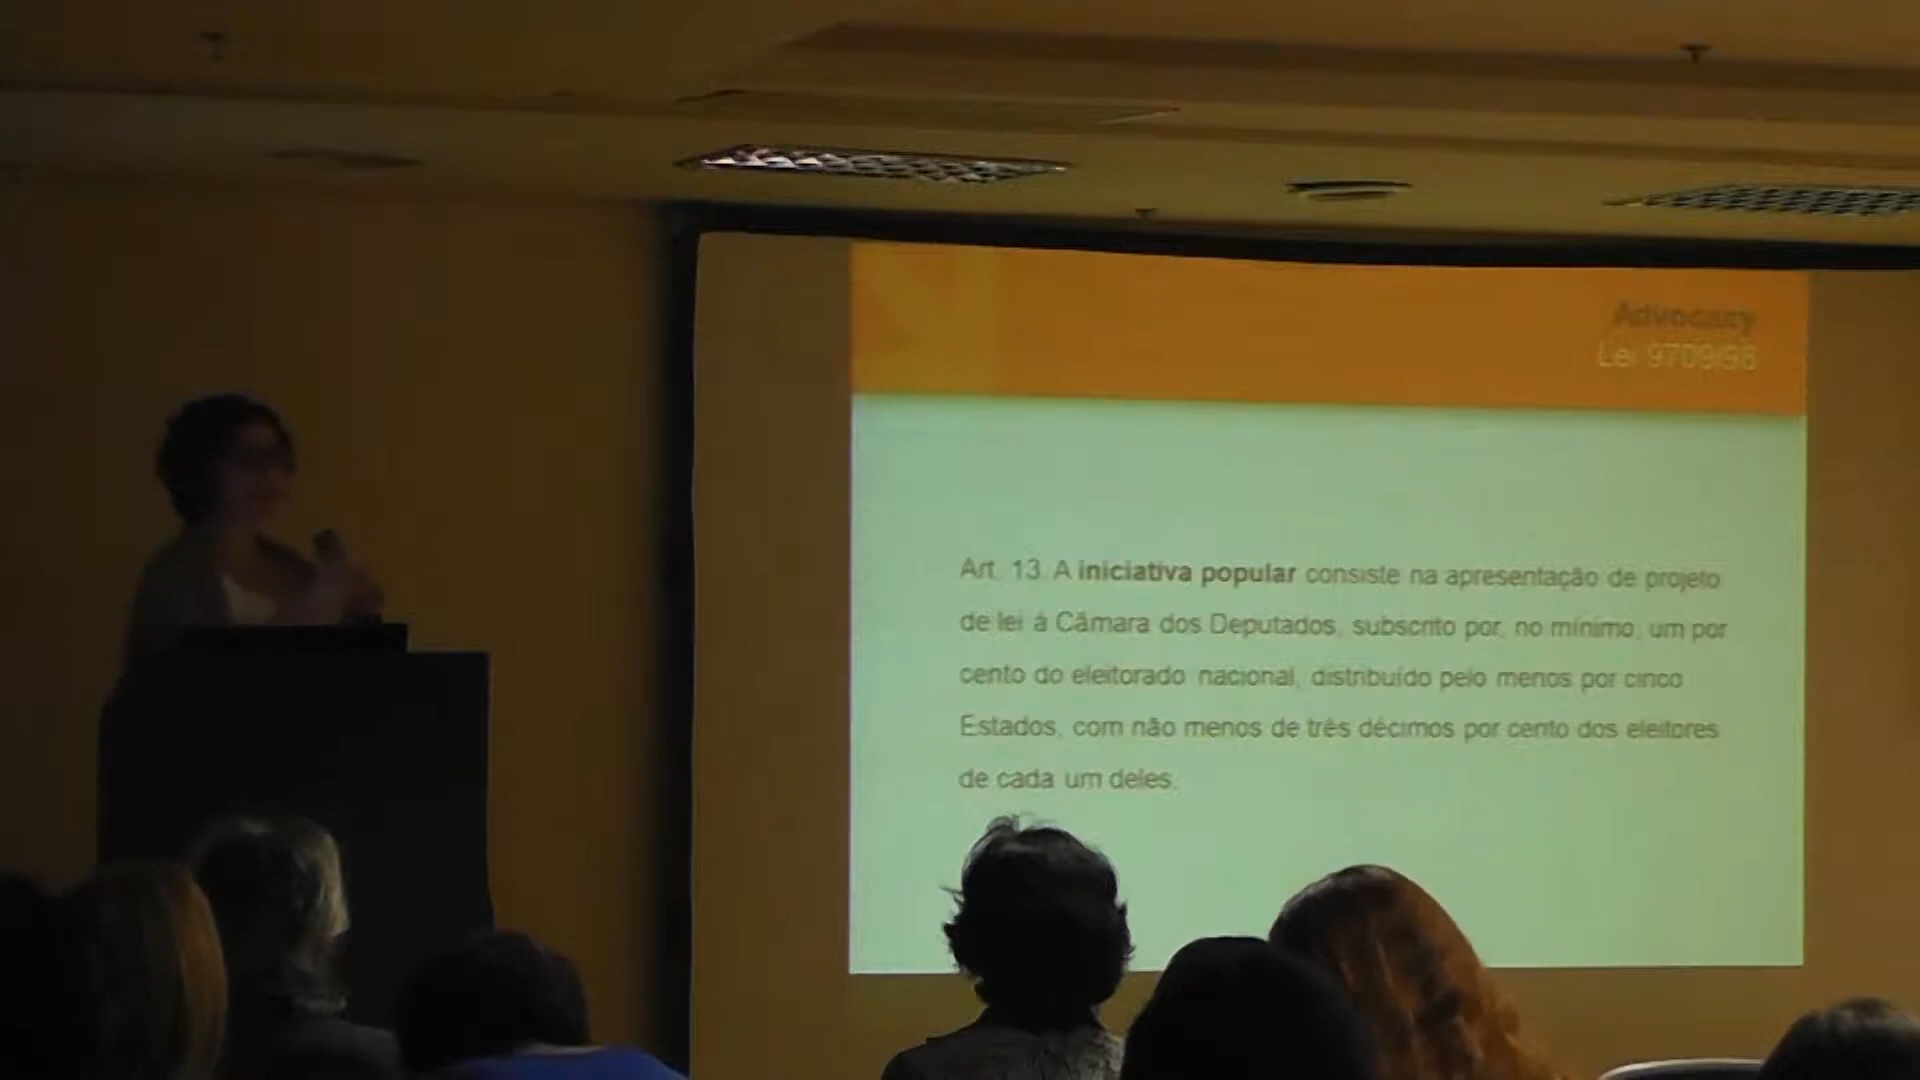 Advocacy
Lei 9709/98
Art. 13. A iniciativa popular consiste na apresentação de projeto
de lei à Câmara dos Deputados, subscrito por, no mínimo, um por
cento do eleitorado nacional, distribuído pelo menos por cinco
Estados, com não menos de três décimos por cento dos eleitores
de cada um deles.